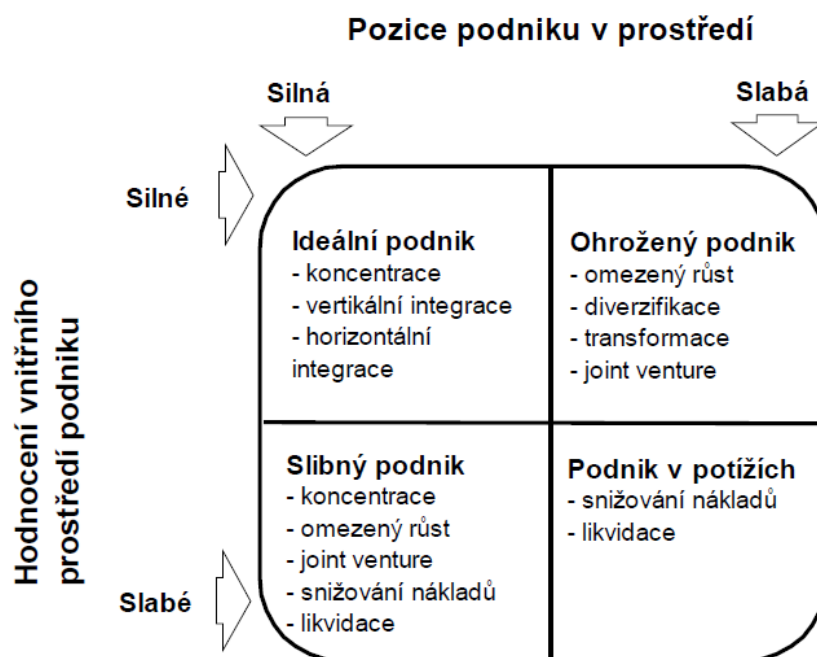 Pozice podniku v prostředí
Silná
Slabá
Silné
Ideální podnik
- koncentrace
- vertikální integrace
- horizontální
integrace
Ohrožený podnik
- omezený růst
- diverzifikace
- transformace
- joint venture
Hodnocení vnitřního
prostředí podniku
Slibný podnik
- koncentrace
- omezený růst
- joint venture
- snižování nákladů
- likvidace
Podnik v potížích
- snižování nákladů
- likvidace
Slabé